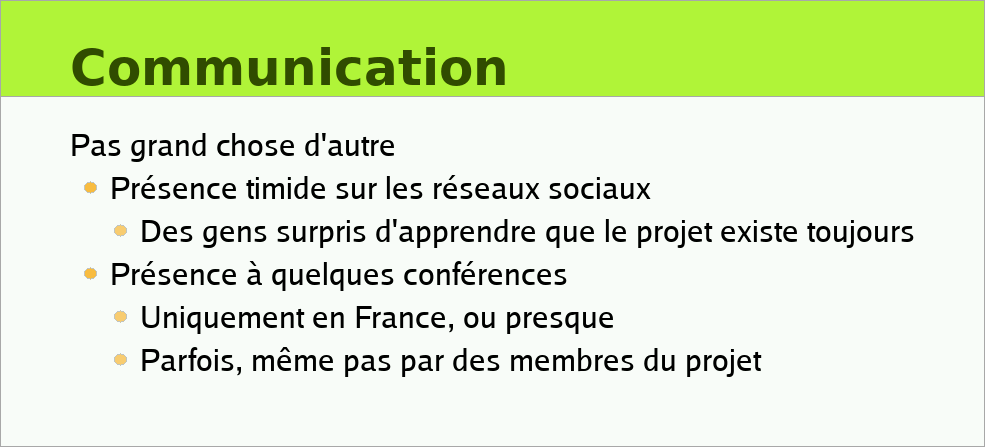 Communication
Pas grand chose d'autre
Présence timide sur les réseaux sociaux
Des gens surpris d'apprendre que le projet existe toujours
Présence à quelques conférences
Uniquement en France, ou presque
Parfois, même pas par des membres du projet